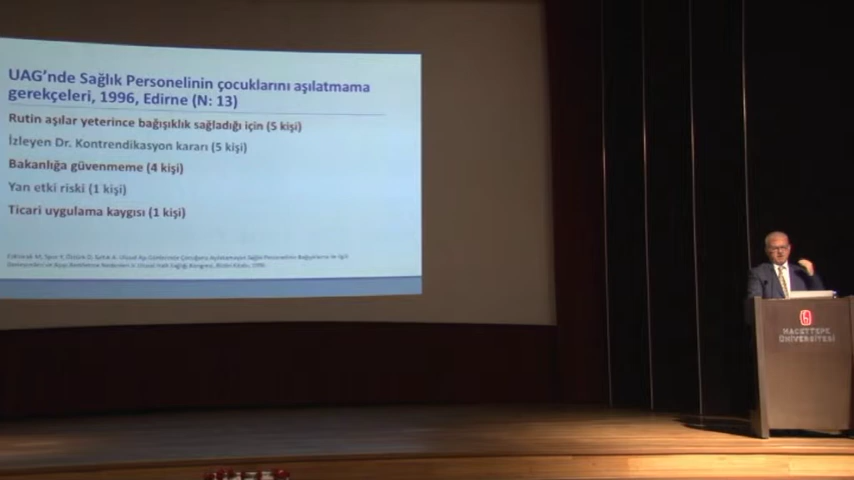 UAG'nde Sağlık Personelinin çocuklarını aşılatmama
gerekçeleri, 1996, Edirne (N: 13)
Rutin aşılar yeterince bağışıklık sağladığı için (5 kişi)
İzleyen Dr. Kontrendikasyon kararı (5 kişi)
Bakanlığa güvenmeme (4 kişi)
Yan etki riski (1 kişi)
Ticari uygulama kaygısı (1 kişi)
HACETTEPE
ÜNİVERSİTESİ